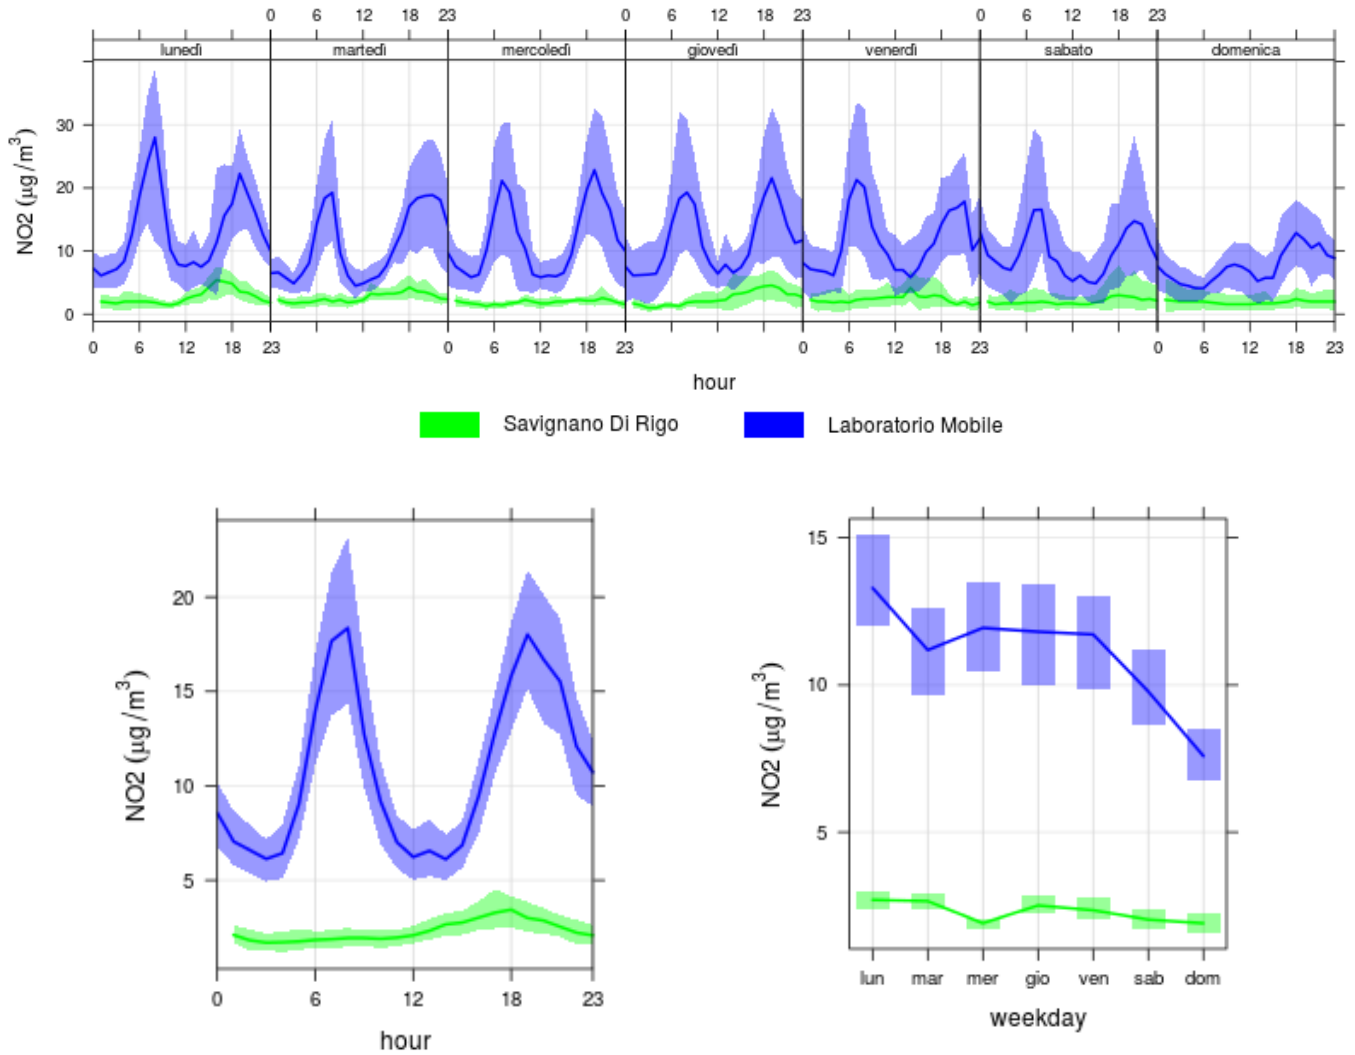 0 6 12 18 23 0 6 12 18 23 0 6 12 18 23
lunedì martedì mercoledì giovedì venerdì sabato domenica
NO2 (µg/m³)
30
20
10
0
0 6 12 18 23 0 6 12 18 23 0 6 12 18 23 0 6 12 18 23
hour
Savignano Di Rigo Laboratorio Mobile
NO2 (µg/m³)
20
15
10
5
0 6 12 18 23
hour
NO2 (µg/m³)
15
10
5
lun mar mer gio ven sab dom
weekday